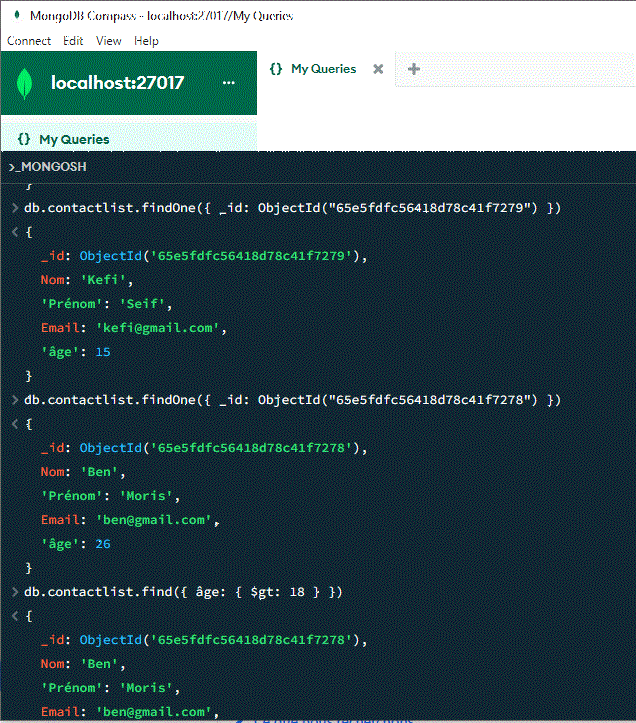 MongoDB Compass - localhost:27017/My Queries
Connect Edit View Help
localhost:27017 ...
{} My Queries × +
{} My Queries
>_MONGOSH
}
> db.contactlist.findOne({ _id: ObjectId("65e5fdfc56418d78c41f7279") })
< {
_id: ObjectId('65e5fdfc56418d78c41f7279'),
Nom: 'Kefi',
'Prénom': 'Seif',
Email: 'kefi@gmail.com',
'âge': 15
}
> db.contactlist.findOne({ _id: ObjectId("65e5fdfc56418d78c41f7278") })
< {
_id: ObjectId('65e5fdfc56418d78c41f7278'),
Nom: 'Ben',
'Prénom': 'Moris',
Email: 'ben@gmail.com',
'âge': 26
}
> db.contactlist.find({ âge: { $gt: 18 } })
< {
_id: ObjectId('65e5fdfc56418d78c41f7278'),
Nom: 'Ben',
'Prénom': 'Moris',
Email: 'ben@gmail.com',